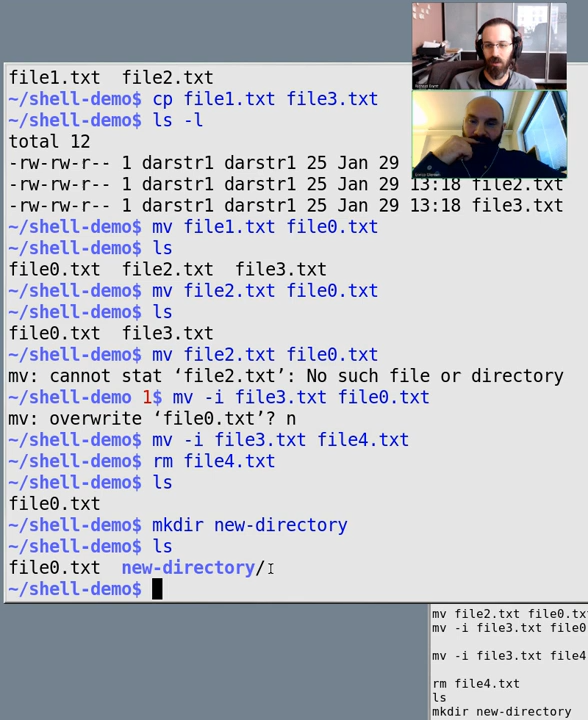 file1.txt  file2.txt
~/shell-demo$ cp file1.txt file3.txt
~/shell-demo$ ls -l
total 12
-rw-rw-r-- 1 darstr1 darstr1 25 Jan 29
-rw-rw-r-- 1 darstr1 darstr1 25 Jan 29 13:18 file2.txt
-rw-rw-r-- 1 darstr1 darstr1 25 Jan 29 13:18 file3.txt
~/shell-demo$ mv file1.txt file0.txt
~/shell-demo$ ls
file0.txt  file2.txt  file3.txt
~/shell-demo$ mv file2.txt file0.txt
~/shell-demo$ ls
file0.txt  file3.txt
~/shell-demo$ mv file2.txt file0.txt
mv: cannot stat ‘file2.txt’: No such file or directory
~/shell-demo 1$ mv -i file3.txt file0.txt
mv: overwrite ‘file0.txt’? n
~/shell-demo$ mv -i file3.txt file4.txt
~/shell-demo$ rm file4.txt
~/shell-demo$ ls
file0.txt
~/shell-demo$ mkdir new-directory
~/shell-demo$ ls
file0.txt  new-directory/
~/shell-demo$
mv file2.txt file0.tx
mv -i file3.txt file0
mv -i file3.txt file4
rm file4.txt
ls
mkdir new-directory